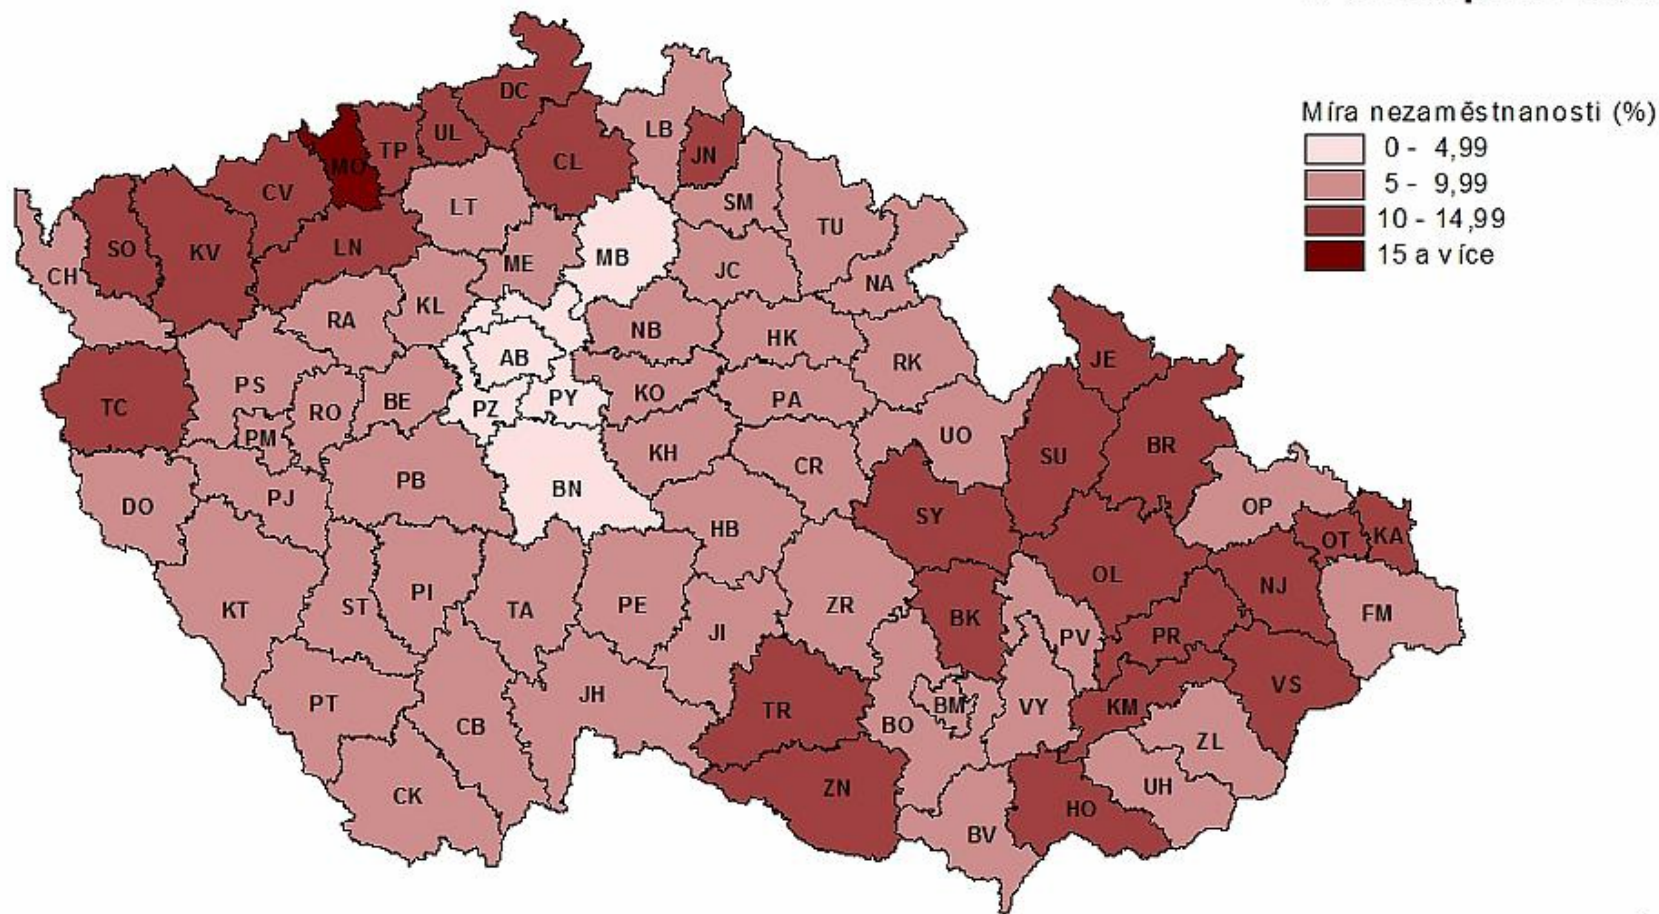 Míra nezaměstnanosti (%)
0 - 4,99
5 - 9,99
10 - 14,99
15 a více
DC
LB
UL
TP
JN
CL
MO
CV
SM
LT
TU
SO
KV
LN
MB
ME
JC
CH
NA
KL
RA
NB
HK
AB
RK
JE
PS
KO
PY
PA
BE
TC
RO
PZ
PM
UO
BR
KH
SU
CR
PB
BN
PJ
DO
OP
SY
HB
OT
KA
OL
NJ
PI
ZR
ST
TA
PE
KT
FM
BK
JI
PV
PR
VS
JH
PT
BM
VY
KM
TR
CB
BO
ZL
UH
ZN
CK
HO
BV